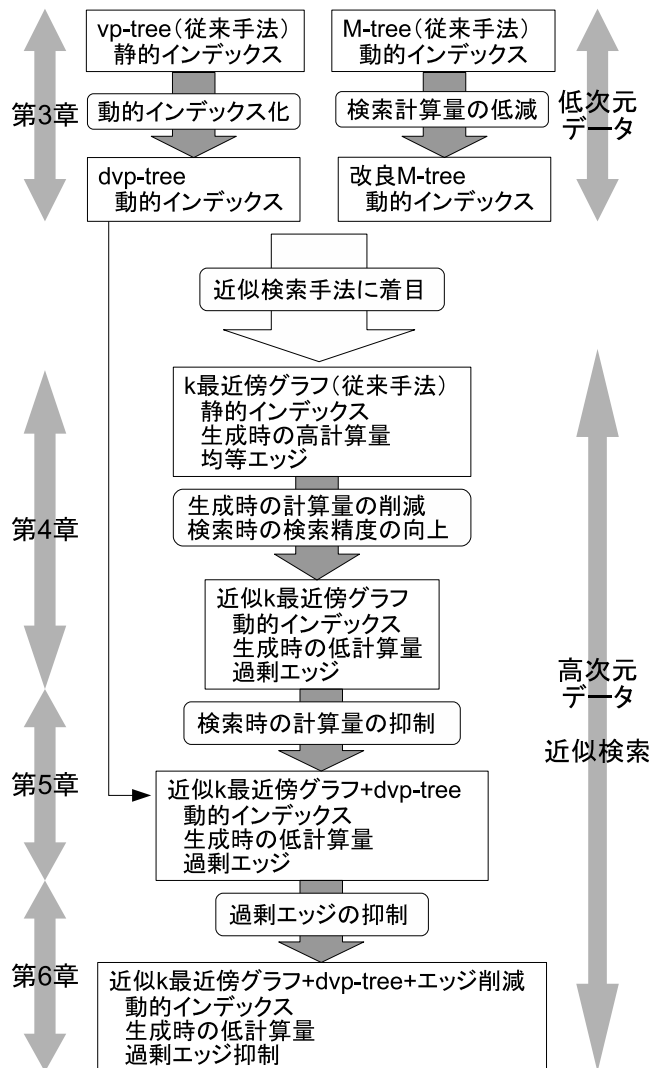 vp-tree(従来手法)
静的インデックス
M-tree(従来手法)
動的インデックス
第3章
動的インデックス化
検索計算量の低減
低次元
データ
dvp-tree
動的インデックス
改良M-tree
動的インデックス
近似検索手法に着目
k最近傍グラフ(従来手法)
静的インデックス
生成時の高計算量
均等エッジ
第4章
生成時の計算量の削減
検索時の検索精度の向上
近似k最近傍グラフ
動的インデックス
生成時の低計算量
過剰エッジ
高次元
データ
近似検索
検索時の計算量の抑制
第5章
近似k最近傍グラフ+dvp-tree
動的インデックス
生成時の低計算量
過剰エッジ
過剰エッジの抑制
第6章
近似k最近傍グラフ+dvp-tree+エッジ削減
動的インデックス
生成時の低計算量
過剰エッジ抑制